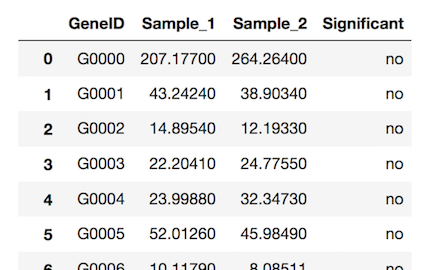 GeneID Sample_1 Sample_2 Significant
0 G0000 207.17700 264.26400 no
1 G0001 43.24240 38.90340 no
2 G0002 14.89540 12.19330 no
3 G0003 22.20410 24.77550 no
4 G0004 23.99880 32.34730 no
5 G0005 52.01260 45.98490 no
6 G0006 10.11790 8.08511 no